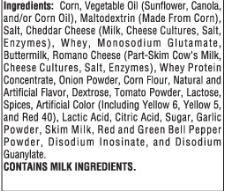 Ingredients: Corn, Vegetable Oil (Sunflower, Canola,
and/or Corn Oil), Maltodextrin (Made From Corn),
Salt, Cheddar Cheese (Milk, Cheese Cultures, Salt,
Enzymes), Whey, Monosodium Glutamate,
Buttermilk, Romano Cheese (Part-Skim Cow's Milk,
Cheese Cultures, Salt, Enzymes), Whey Protein
Concentrate, Onion Powder, Corn Flour, Natural and
Artificial Flavor, Dextrose, Tomato Powder, Lactose,
Spices, Artificial Color (Including Yellow 6, Yellow 5,
and Red 40), Lactic Acid, Citric Acid, Sugar, Garlic
Powder, Skim Milk, Red and Green Bell Pepper
Powder, Disodium Inosinate, and Disodium
Guanylate.
CONTAINS MILK INGREDIENTS.